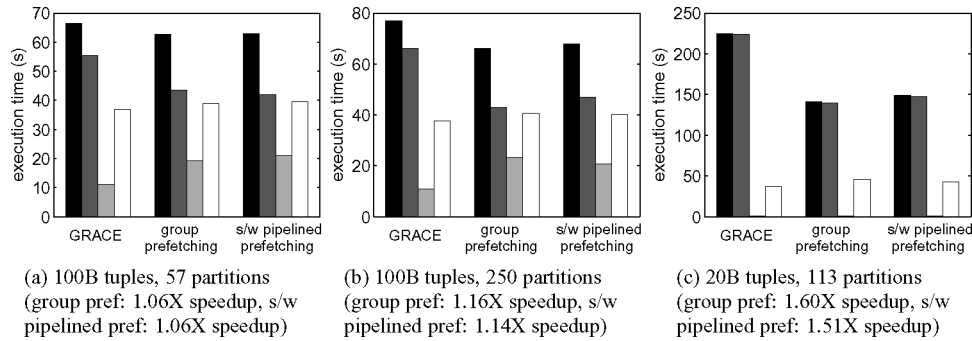 execution time (s)
70
60
50
40
30
20
10
0
GRACE
group
prefetching
s/w pipelined
prefetching
(a) 100B tuples, 57 partitions
(group pref: 1.06X speedup, s/w
pipelined pref: 1.06X speedup)
execution time (s)
80
60
40
20
0
GRACE
group
prefetching
s/w pipelined
prefetching
(b) 100B tuples, 250 partitions
(group pref: 1.16X speedup, s/w
pipelined pref: 1.14X speedup)
execution time (s)
250
200
150
100
50
0
GRACE
group
prefetching
s/w pipelined
prefetching
(c) 20B tuples, 113 partitions
(group pref: 1.60X speedup, s/w
pipelined pref: 1.51X speedup)